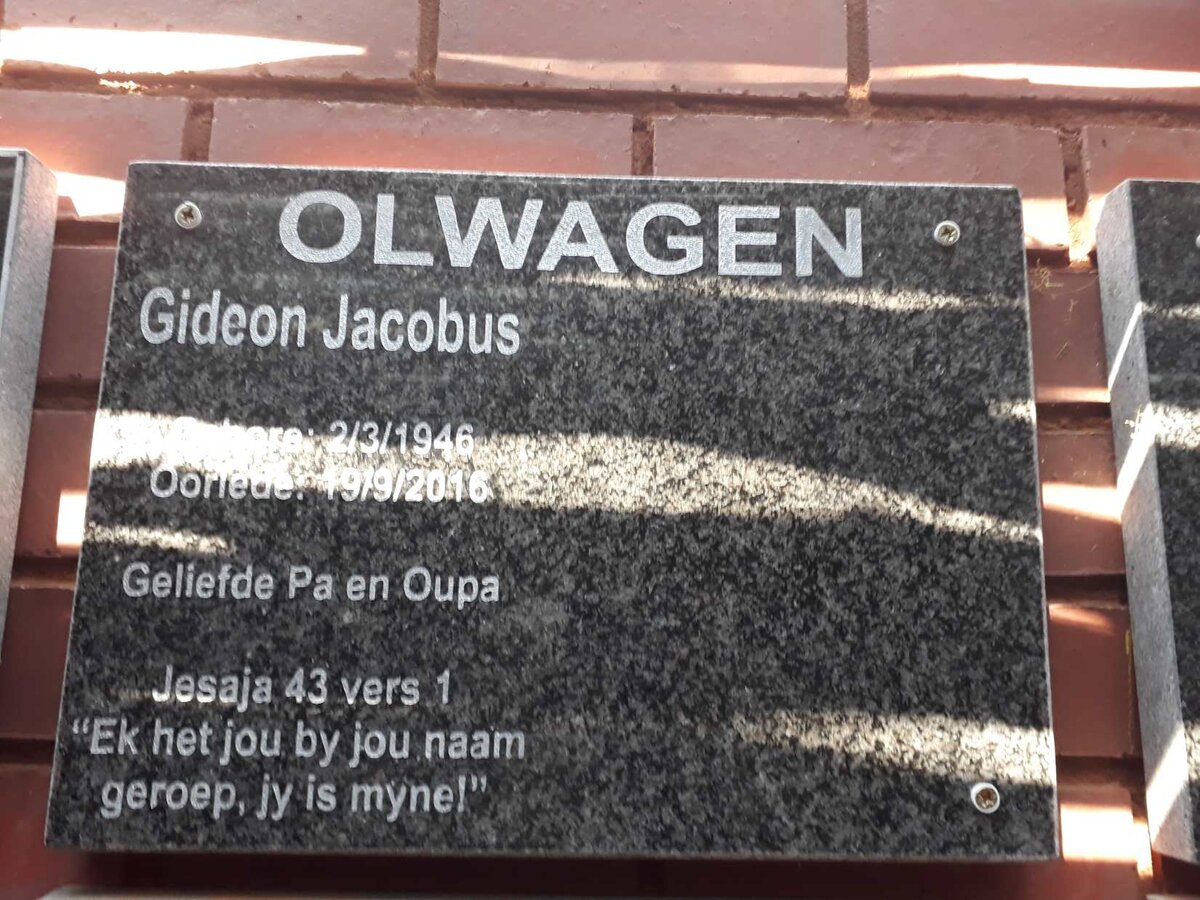 OLWAGEN
Gideon Jacobus
Gebore: 2/3/1946
Oorlede: 19/9/2016
Geliefde Pa en Oupa
Jesaja 43 vers 1
“Ek het jou by jou naam
geroep, jy is myne!”